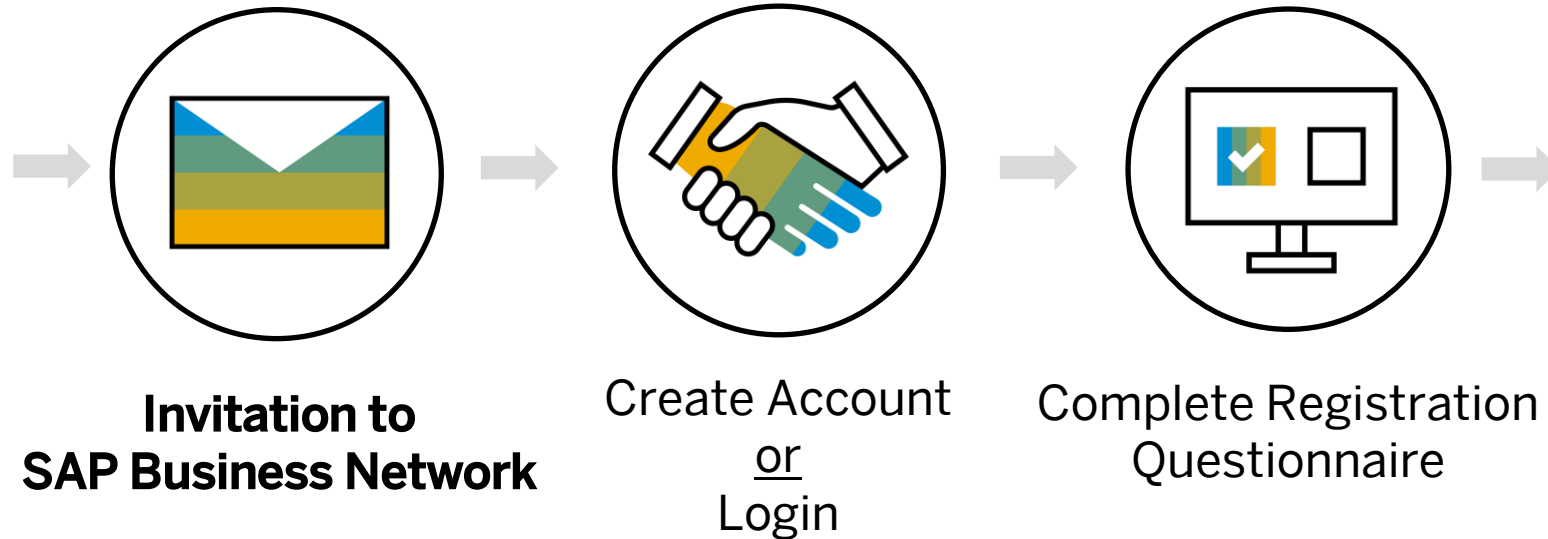 Invitation to
SAP Business Network
Create Account
or
Login
Complete Registration
Questionnaire